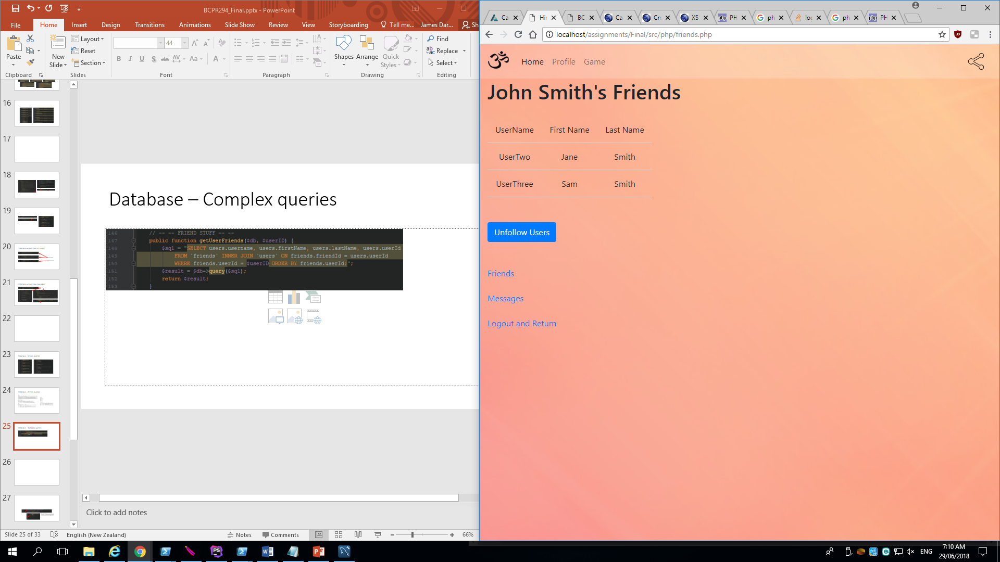 BCPR294_Final.pptx - PowerPoint
File Home Insert Design Transitions Animations Slide Show Review View Storyboarding Tell me... James Dar... Sh
Paste
New
Slide
Layout
Reset
Section
44
B I U S abc AV Aa A
Shapes
Arrange
Quick
Styles
Find
Replace
Select
Clipboard Slides Font Paragraph Drawing Editing
16
17
18
19
20
21
22
23
24
25
26
27
Database – Complex queries
146 // -- -- FRIEND STUFF -- --
147 public function getUserFriends($db, $userID) {
148 $sql = "SELECT users.username, users.firstName, users.lastName, users.userId
149 FROM `friends` INNER JOIN `users` ON friends.friendId = users.userId
150 WHERE friends.userId = $userID ORDER BY friends.userId;";
151 $result = $db->query($sql);
152 return $result;
153 }
Click to add notes
Slide 25 of 33 English (New Zealand) Notes Comments 66%
Ca Hi BC Ca Cr XS PH ph log ph PH
localhost/assignments/Final/src/php/friends.php
ॐ Home Profile Game
John Smith's Friends
UserName First Name Last Name
UserTwo Jane Smith
UserThree Sam Smith
Unfollow Users
Friends
Messages
Logout and Return
ENG
7:10 AM
29/06/2018